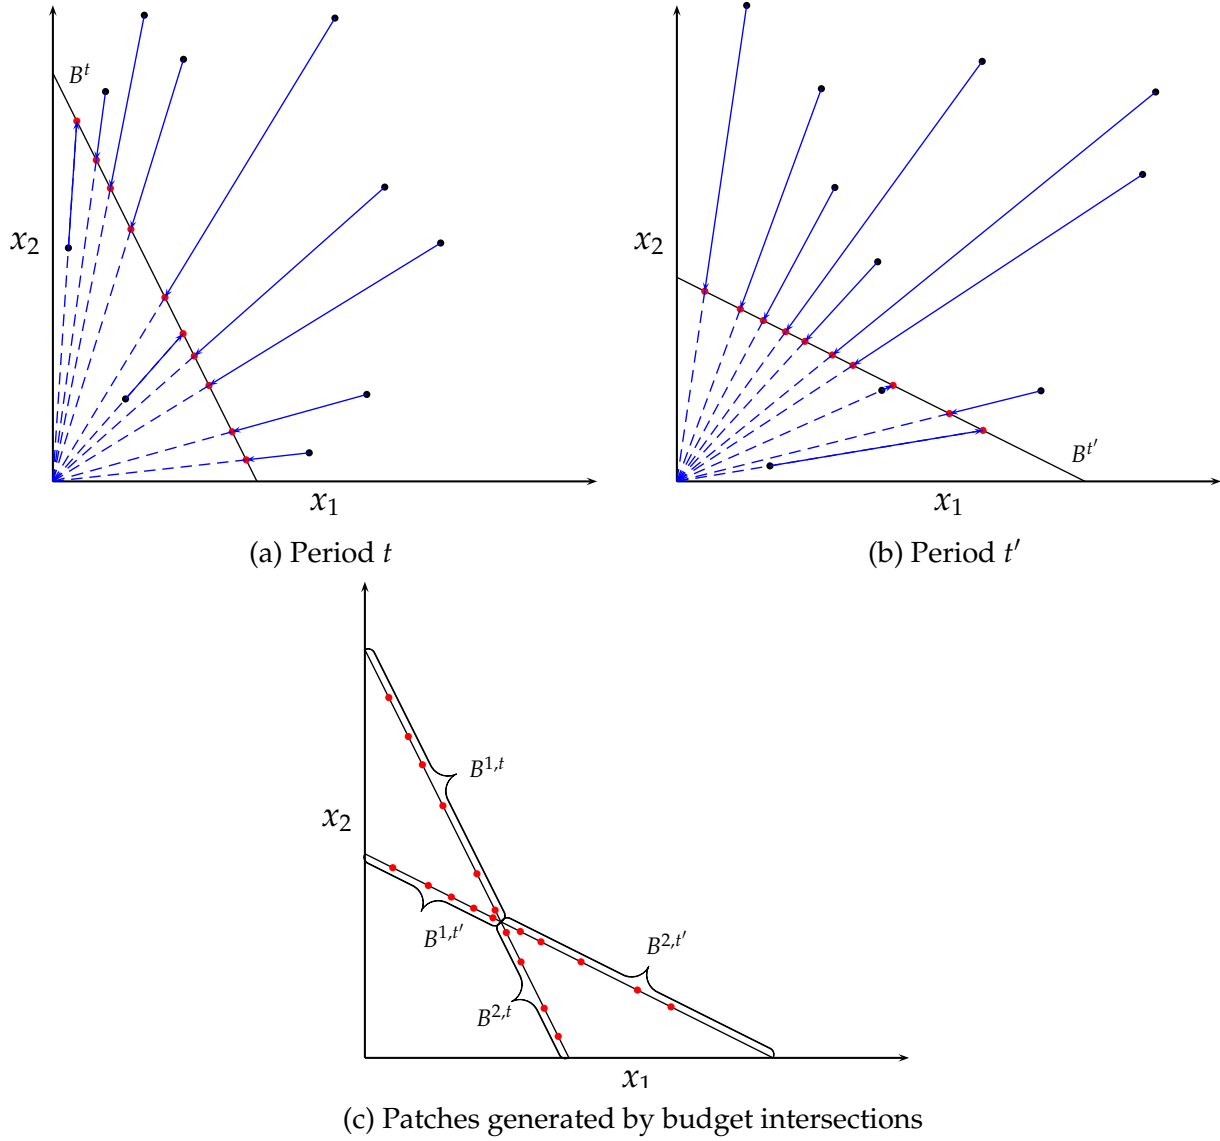 B^t
x_2
x_1
(a) Period t
x_2
B^{t'}
x_1
(b) Period t'
B^{1,t}
x_2
B^{1,t'}
B^{2,t'}
B^{2,t}
x_1
(c) Patches generated by budget intersections